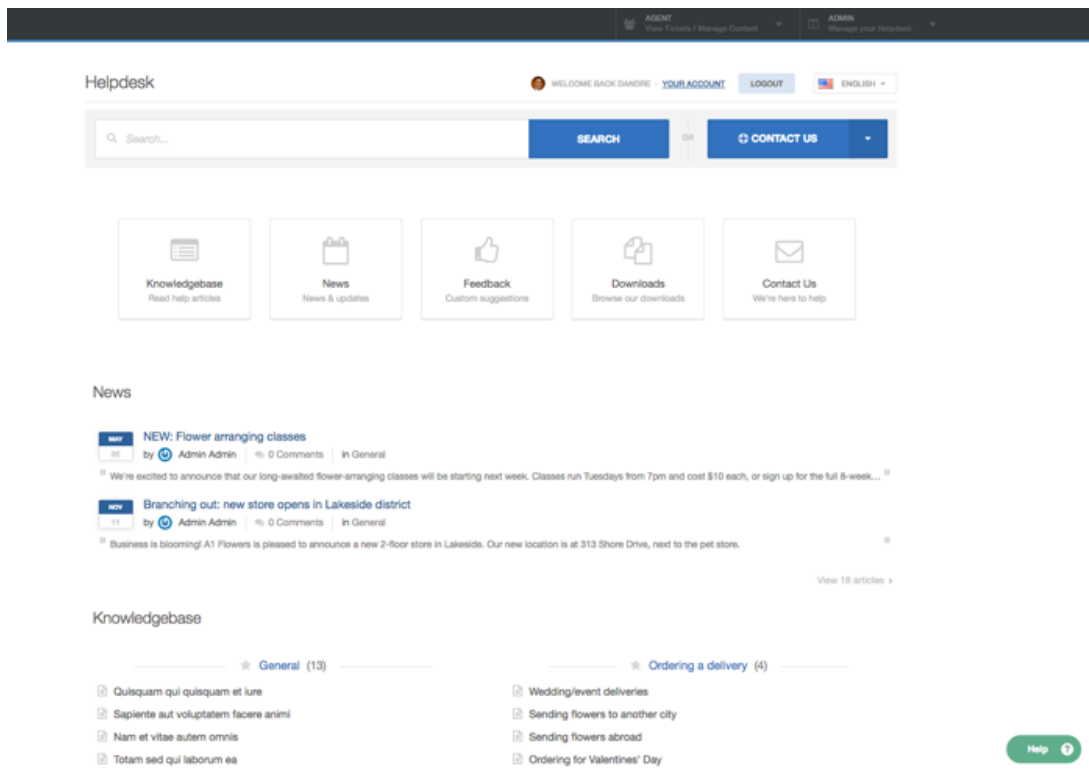 AGENT
View Tickets / Manage Content
ADMIN
Manage your Helpdesk
Helpdesk
WELCOME BACK DANDRE - YOUR ACCOUNT
LOGOUT
ENGLISH
Search...
SEARCH
OR
CONTACT US
Knowledgebase
Read help articles
News
News & updates
Feedback
Custom suggestions
Downloads
Browse our downloads
Contact Us
We're here to help
News
MAY
25
NEW: Flower arranging classes
by Admin Admin 0 Comments in General
We're excited to announce that our long-awaited flower-arranging classes will be starting next week. Classes run Tuesdays from 7pm and cost $10 each, or sign up for the full 8-week...
NOV
11
Branching out: new store opens in Lakeside district
by Admin Admin 0 Comments in General
Business is blooming! A1 Flowers is pleased to announce a new 2-floor store in Lakeside. Our new location is at 313 Shore Drive, next to the pet store.
View 18 articles
Knowledgebase
General (13)
Quisquam qui quisquam et iure
Sapiente aut voluptatem facere animi
Nam et vitae autem omnis
Totam sed qui laborum ea
Ordering a delivery (4)
Wedding/event deliveries
Sending flowers to another city
Sending flowers abroad
Ordering for Valentines' Day
Help